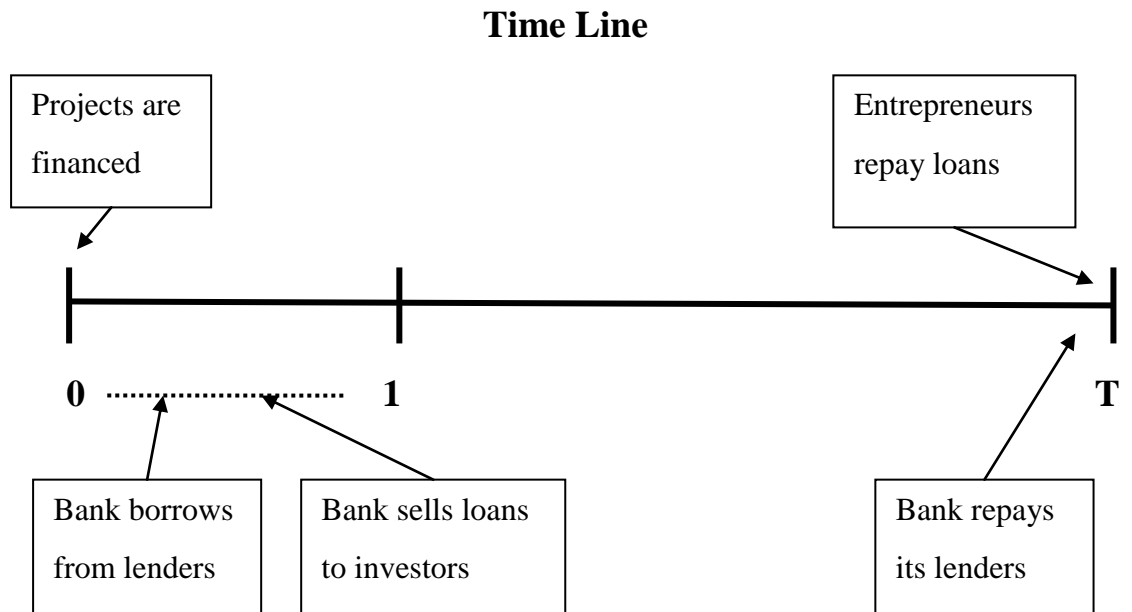 Time Line
Projects are
financed
Entrepreneurs
repay loans
0
1
T
Bank borrows
from lenders
Bank sells loans
to investors
Bank repays
its lenders